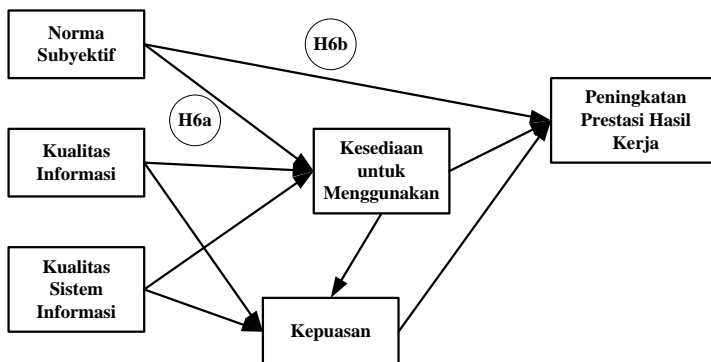 Norma
Subyektif
H6b
Peningkatan
Prestasi Hasil
Kerja
H6a
Kualitas
Informasi
Kesediaan
untuk
Menggunakan
Kualitas
Sistem
Informasi
Kepuasan